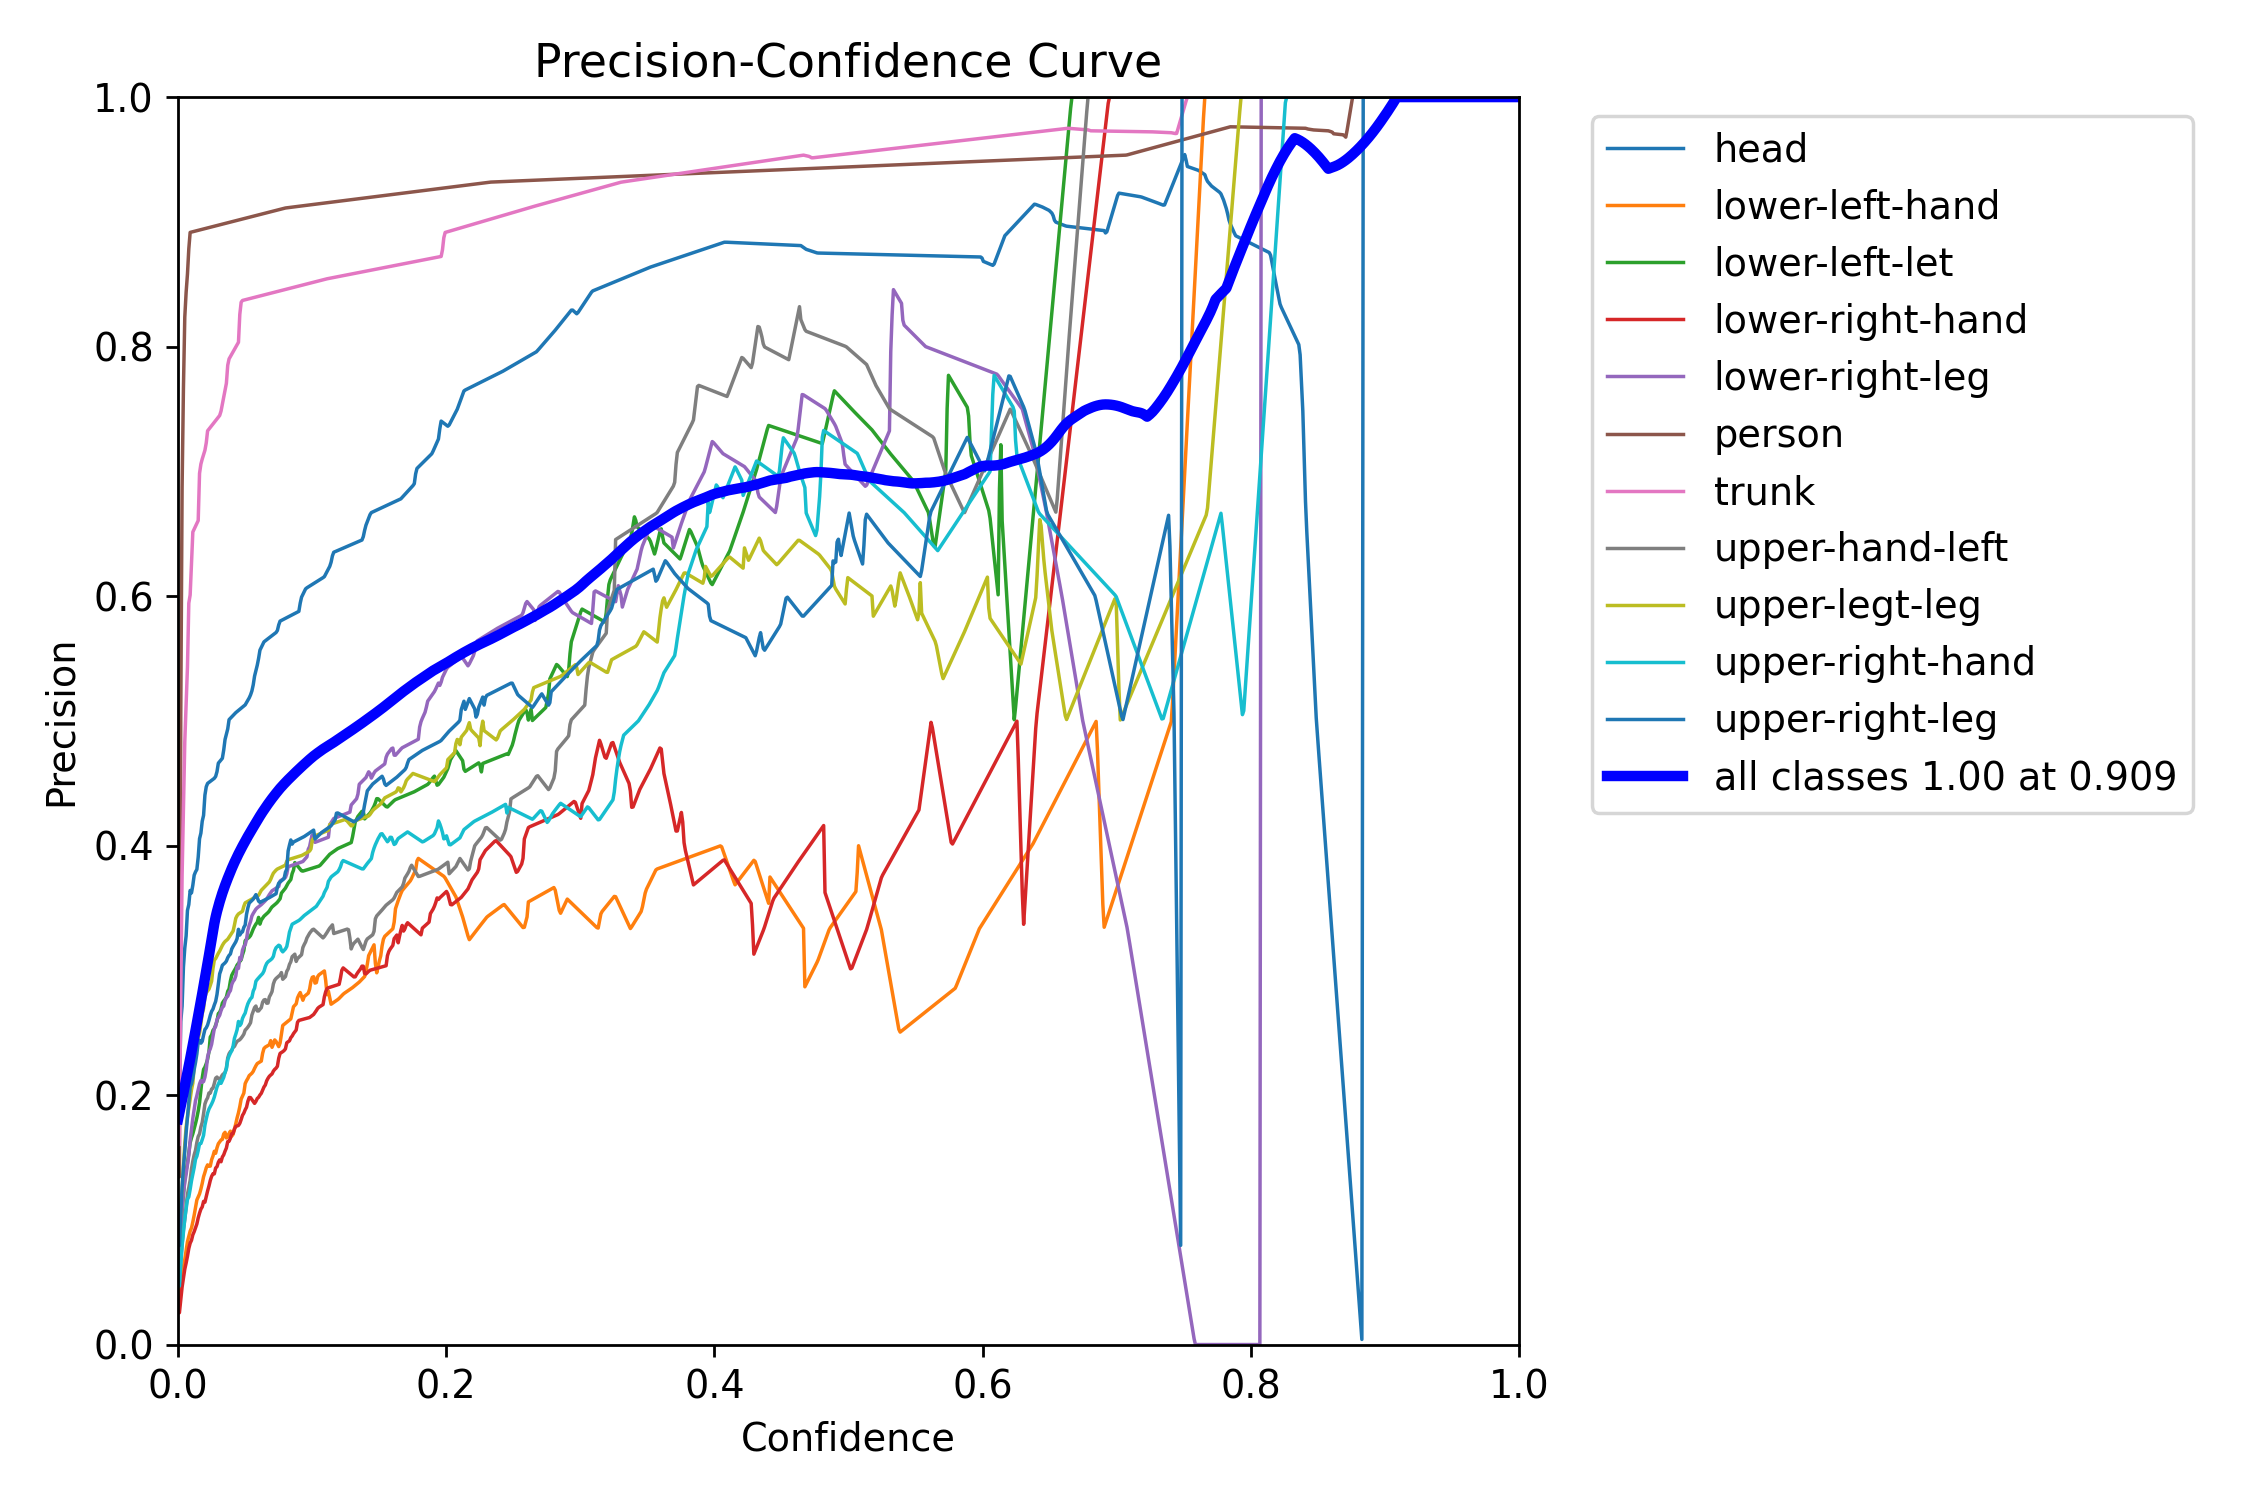 Precision-Confidence Curve
1.0
0.8
0.6
0.4
0.2
0.0
Precision
0.0 0.2 0.4 0.6 0.8 1.0
Confidence
head
lower-left-hand
lower-left-let
lower-right-hand
lower-right-leg
person
trunk
upper-hand-left
upper-legt-leg
upper-right-hand
upper-right-leg
all classes 1.00 at 0.909